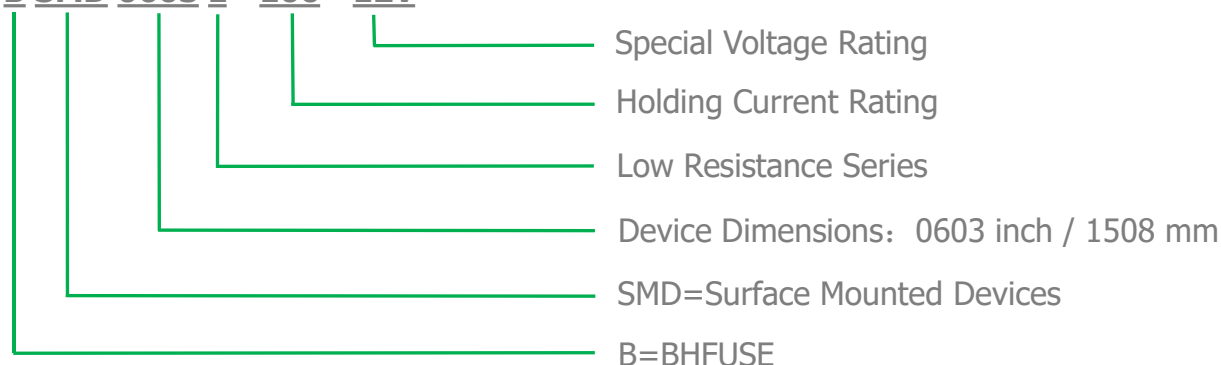 Special Voltage Rating
Holding Current Rating
Low Resistance Series
Device Dimensions：0603 inch / 1508 mm
SMD=Surface Mounted Devices
B=BHFUSE